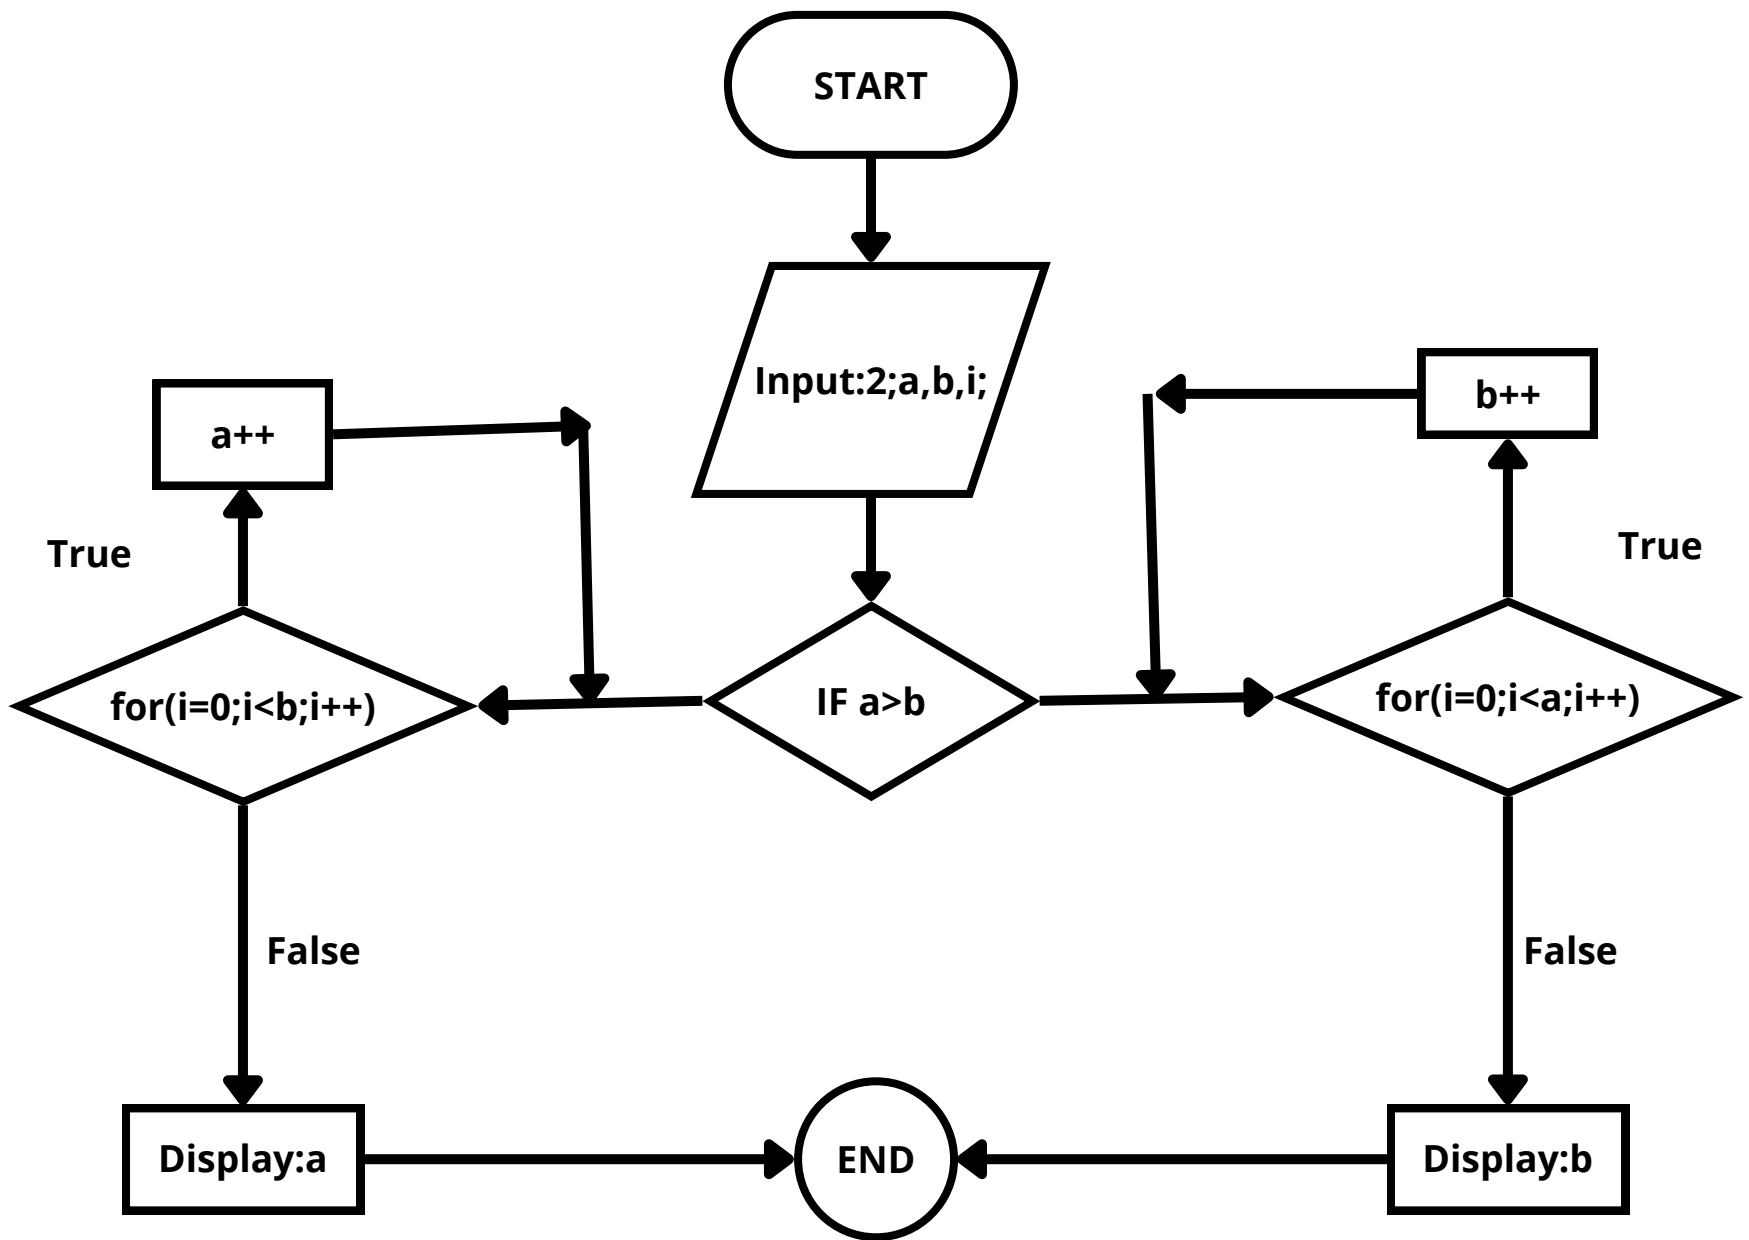 START
Input:2;a,b,i;
a++
b++
True
True
for(i=0;i<b;i++)
IF a>b
for(i=0;i<a;i++)
False
False
Display:a
END
Display:b